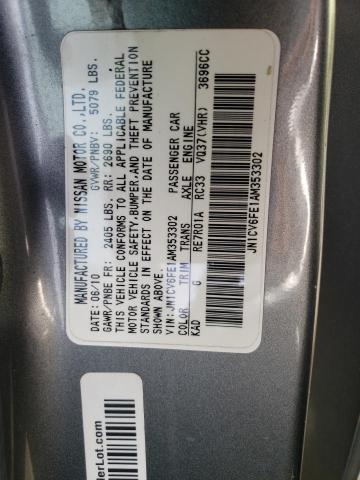 MANUFACTURED BY NISSAN MOTOR CO.,LTD.
DATE: 06/10 GVWR/PNBV: 5079 LBS.
GAWR/PNBE FR: 2405 LBS. RR: 2690 LBS.
THIS VEHICLE CONFORMS TO ALL APPLICABLE FEDERAL
MOTOR VEHICLE SAFETY,BUMPER,AND THEFT PREVENTION
STANDARDS IN EFFECT ON THE DATE OF MANUFACTURE
SHOWN ABOVE.
VIN:JN1CV6FE1AM353302 PASSENGER CAR
COLOR TRIM TRANS AXLE ENGINE
KAD G RE7R01A RC33 VQ37(VHR) 3696CC
JN1CV6FE1AM353302
derLot.com